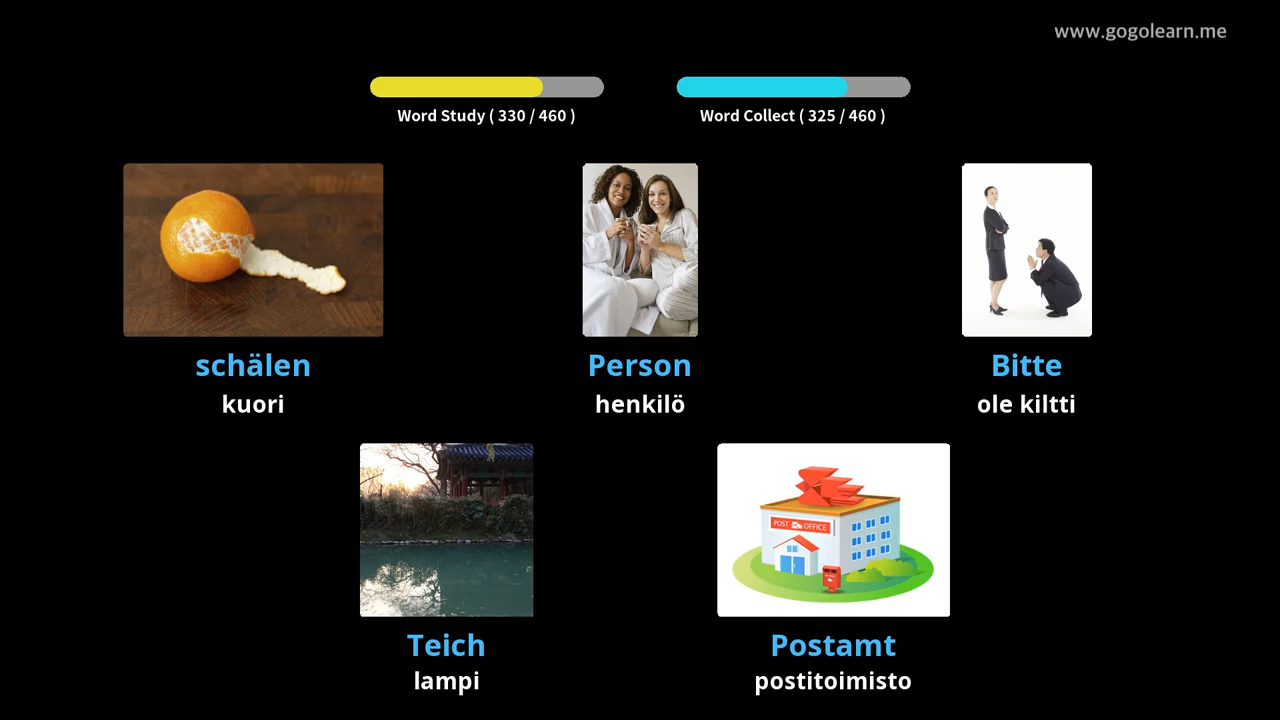 www.gogolearn.me
Word Study ( 330 / 460 )
Word Collect ( 325 / 460 )
schälen
kuori
Person
henkilö
Bitte
ole kiltti
POST OFFICE
Teich
lampi
Postamt
postitoimisto